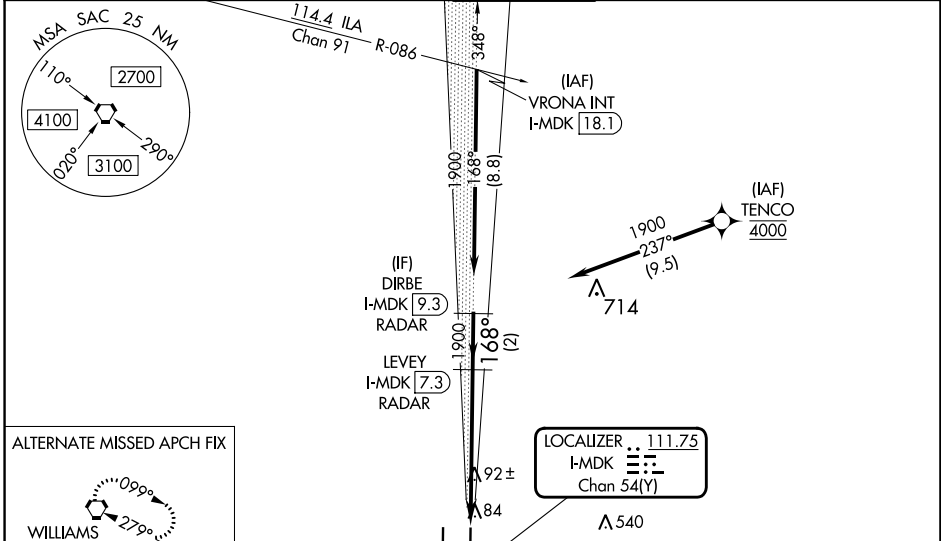 MSA SAC 25 NM
110°
2700
4100
020°
3100
290°
114.4 ILA
Chan 91
R-086
348°
(IAF)
VRONA INT
I-MDK 18.1
1900
168°
(8.8)
(IAF)
TENCO
4000
1900
237°
(9.5)
714
(IF)
DIRBE
I-MDK 9.3
RADAR
1900
168°
(2)
LEVEY
I-MDK 7.3
RADAR
92±
84
LOCALIZER 111.75
I-MDK
Chan 54(Y)
540
ALTERNATE MISSED APCH FIX
099°
279°
WILLIAMS